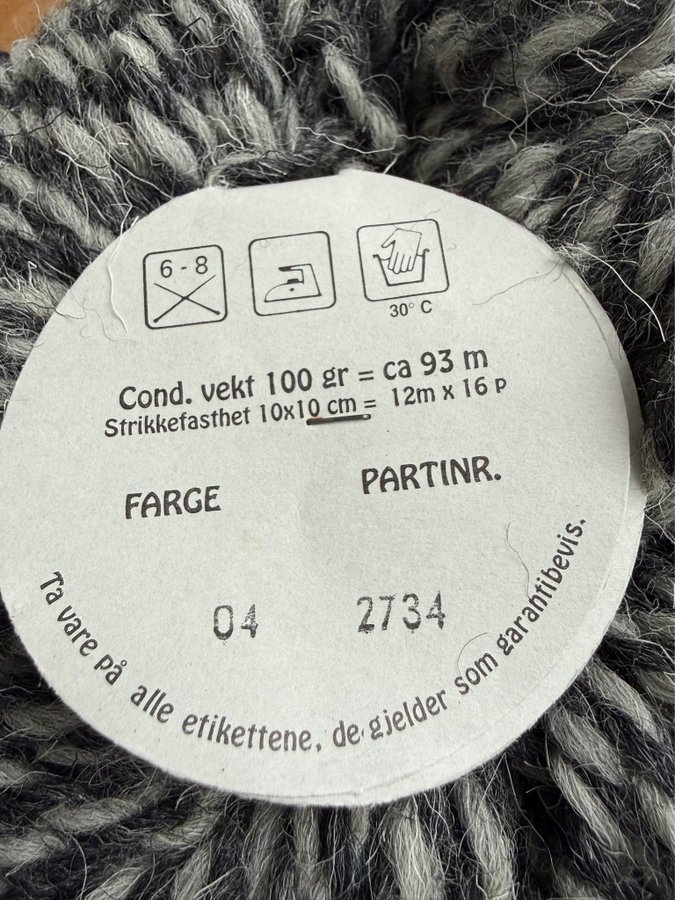 6 - 8
30° C
Cond. vekt 100 gr = ca 93 m
Strikkefasthet 10x10 cm = 12m x 16 p
FARGE PARTINR.
04 2734
Ta vare på alle etikettene, de gjelder som garantibevis.